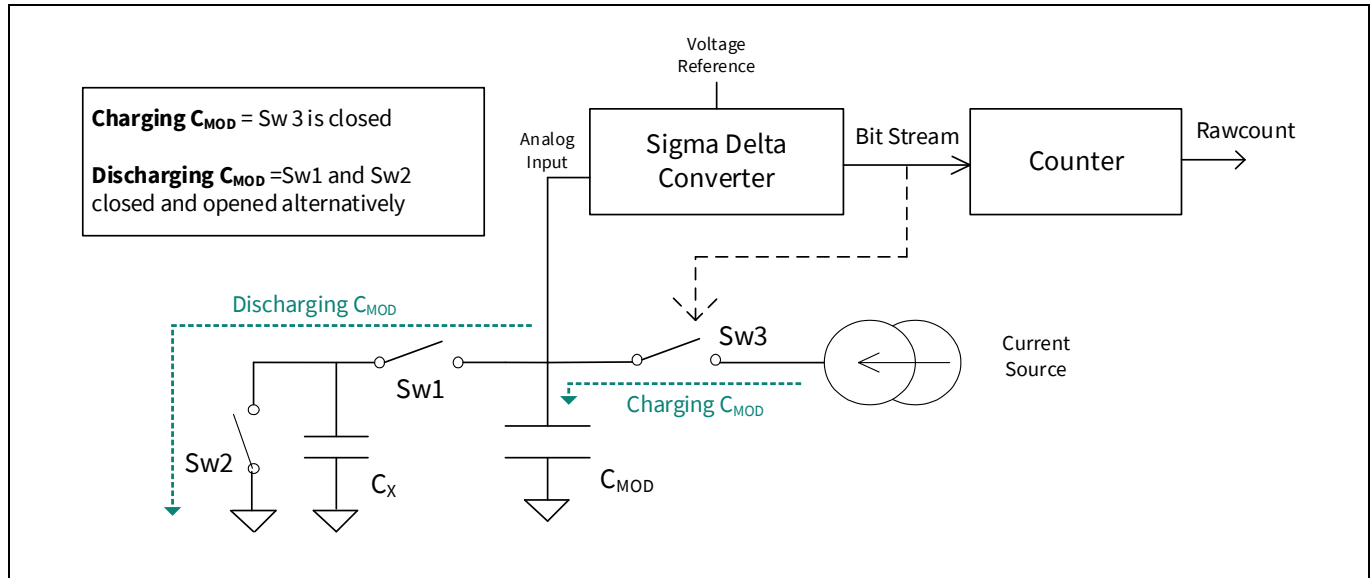 Voltage
Reference
Charging CMOD = Sw 3 is closed
Discharging CMOD =Sw1 and Sw2
closed and opened alternatively
Analog
Input
Sigma Delta
Converter
Bit Stream
Counter
Rawcount
Discharging CMOD
Sw3
Current
Source
Sw1
Charging CMOD
Sw2
CX
CMOD